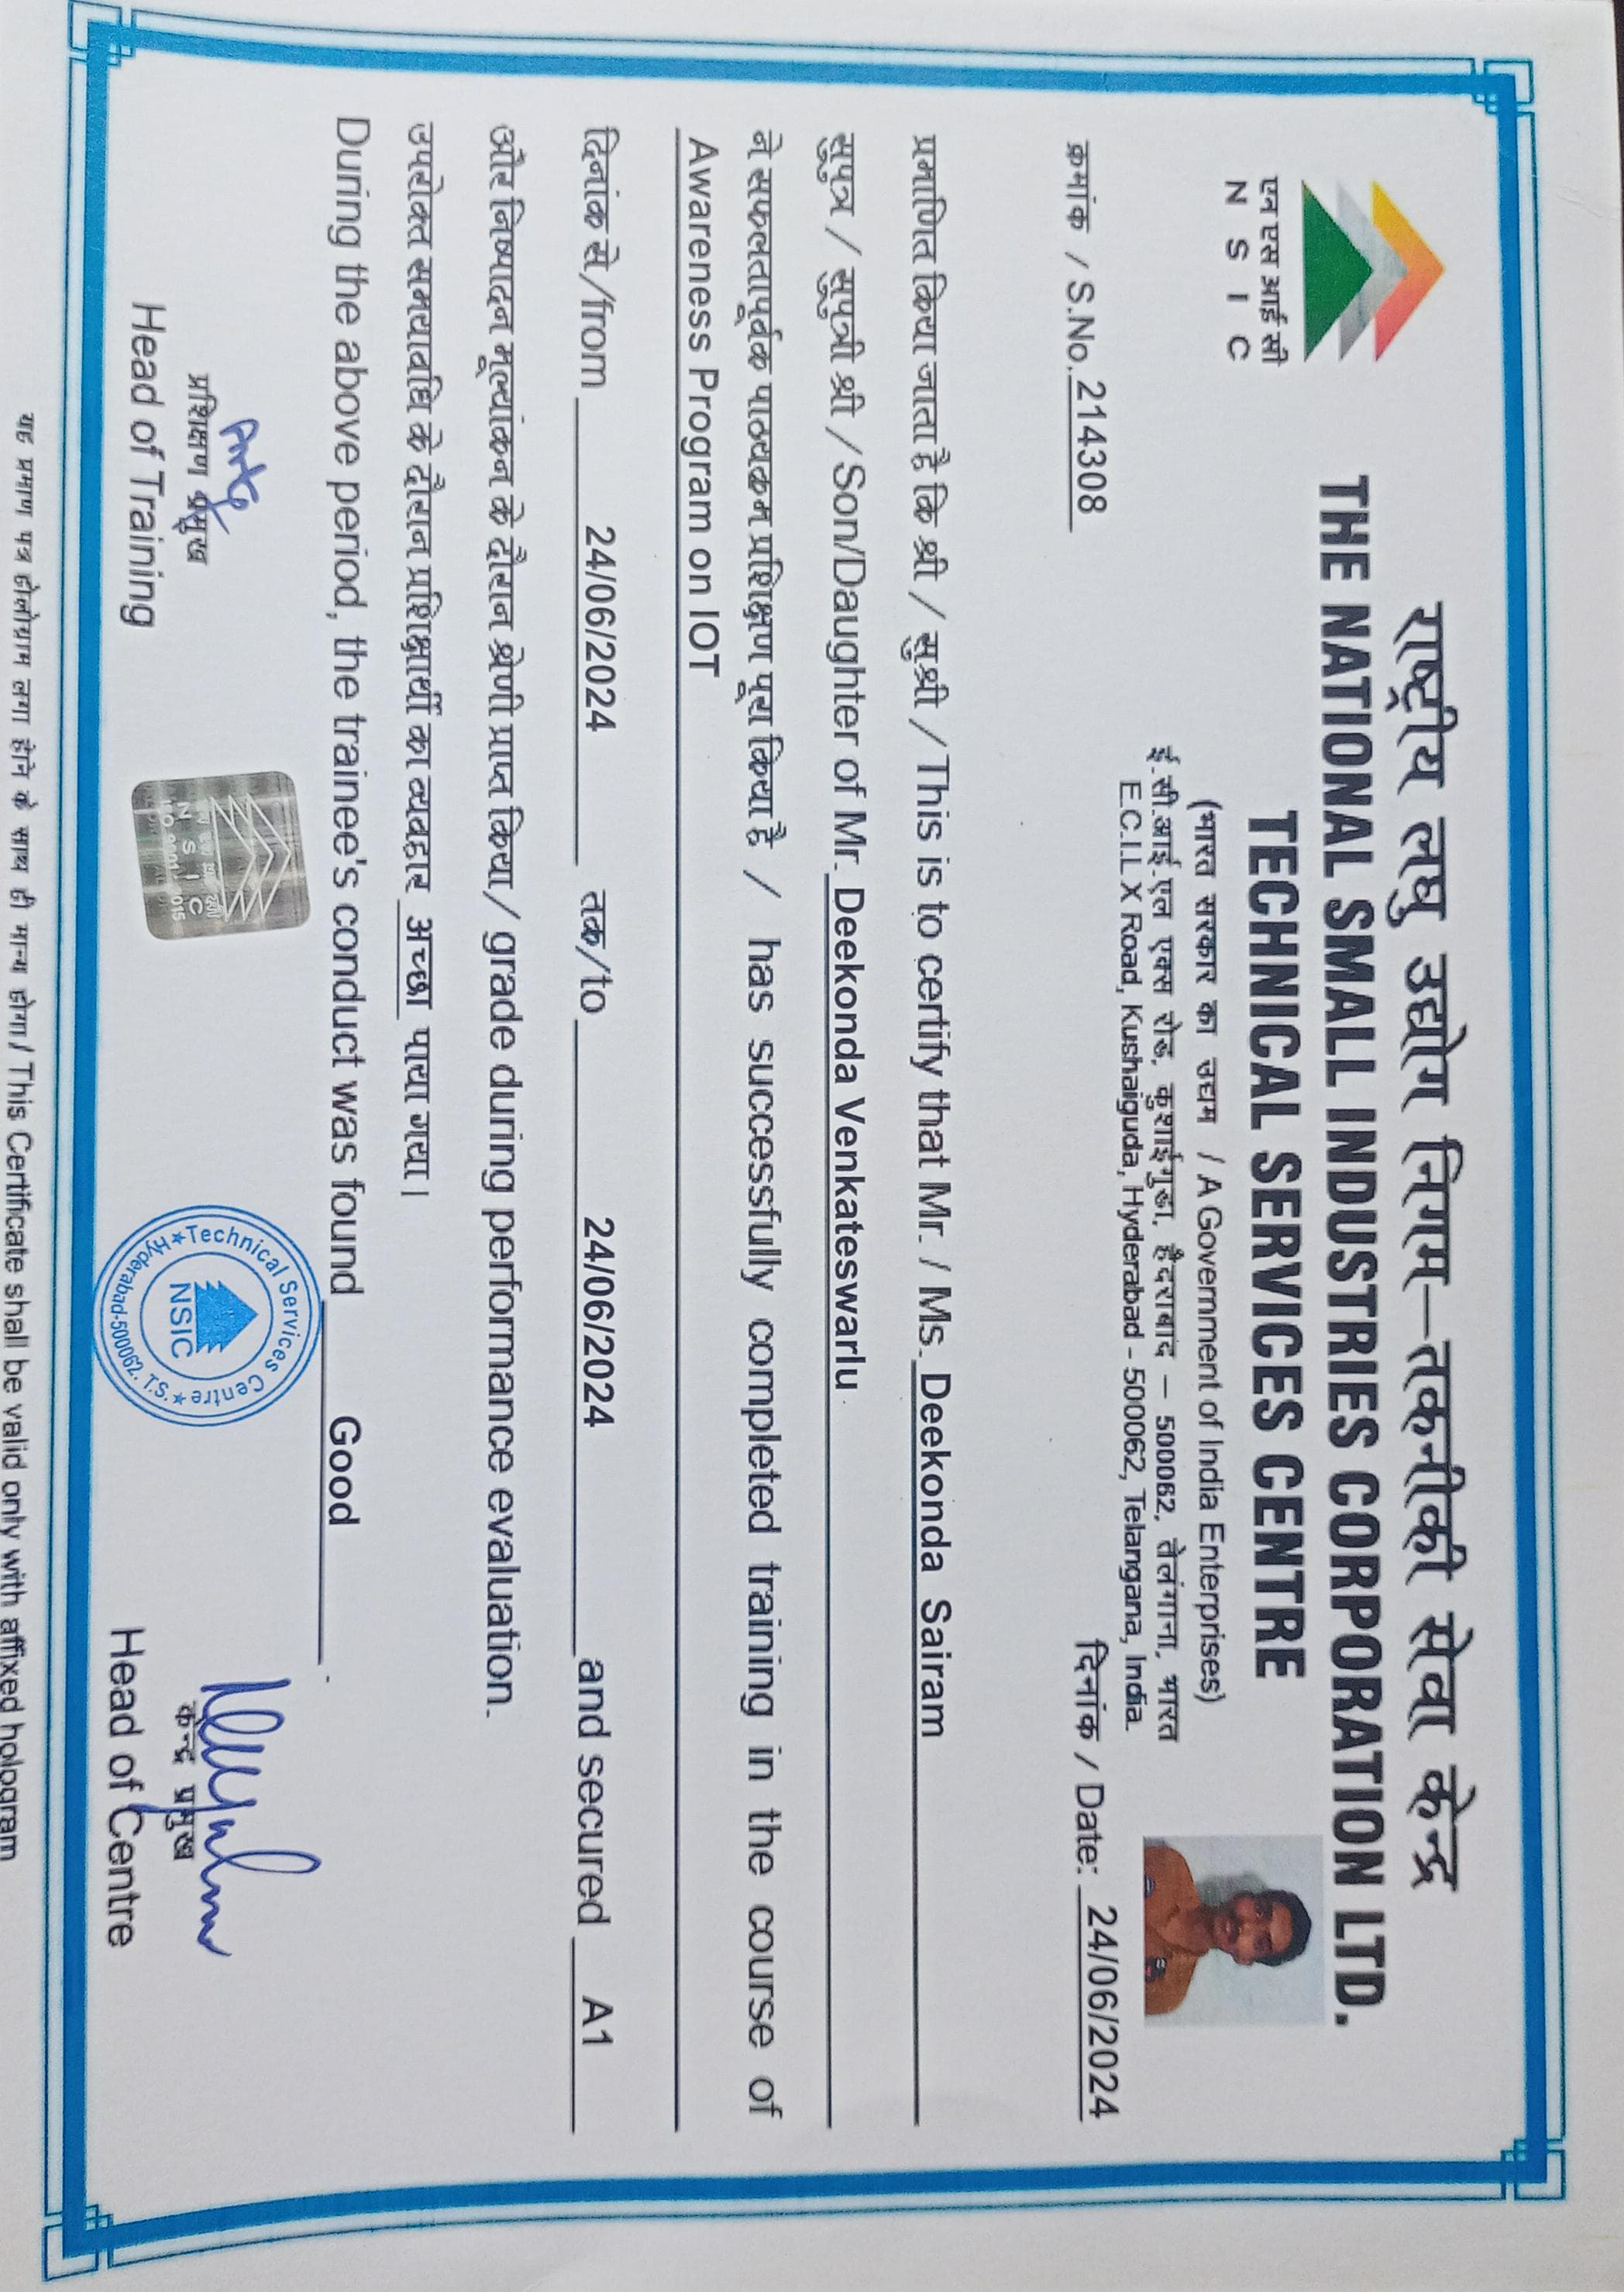 राष्ट्रीय लघु उद्योग निगम–तकनीकी सेवा केन्द्र
THE NATIONAL SMALL INDUSTRIES CORPORATION LTD.
TECHNICAL SERVICES CENTRE
एन एस आई सी
N S I C
(भारत सरकार का उद्यम / A Government of India Enterprises)
ई.सी.आई.एल एक्स रोड, कुशाईगुडा, हैदराबाद – 500062, तेलंगाना, भारत
E.C.I.L X Road, Kushaiguda, Hyderabad - 500062, Telangana, India.
क्रमांक / S.No. 214308
दिनांक / Date: 24/06/2024
प्रमाणित किया जाता है कि श्री / सुश्री / This is to certify that Mr. / Ms. Deekonda Sairam
सुपुत्र / सुपुत्री श्री / Son/Daughter of Mr. Deekonda Venkateswarlu
ने सफलतापूर्वक पाठयकम प्रशिक्षण पूरा किया है / has successfully completed training in the course of
Awareness Program on IOT
दिनांक से/from 24/06/2024 तक/to 24/06/2024 and secured A1
और निष्पादन मूल्यांकन के दौरान श्रेणी प्राप्त किया/ grade during performance evaluation.
उपरोक्त समयावधि के दौरान प्रशिक्षार्थी का व्यवहार अच्छा पाया गया।
During the above period, the trainee's conduct was found Good .
प्रशिक्षण प्रमुख
Head of Training
N S I C
ISO 9001 : 2015
Technical Services Centre
NSIC
Hyderabad-500062. T.S.
केन्द्र प्रमुख
Head of Centre
यह प्रमाण पत्र होलोग्राम लगा होने के साथ ही मान्य होगा/ This Certificate shall be valid only with affixed hologram